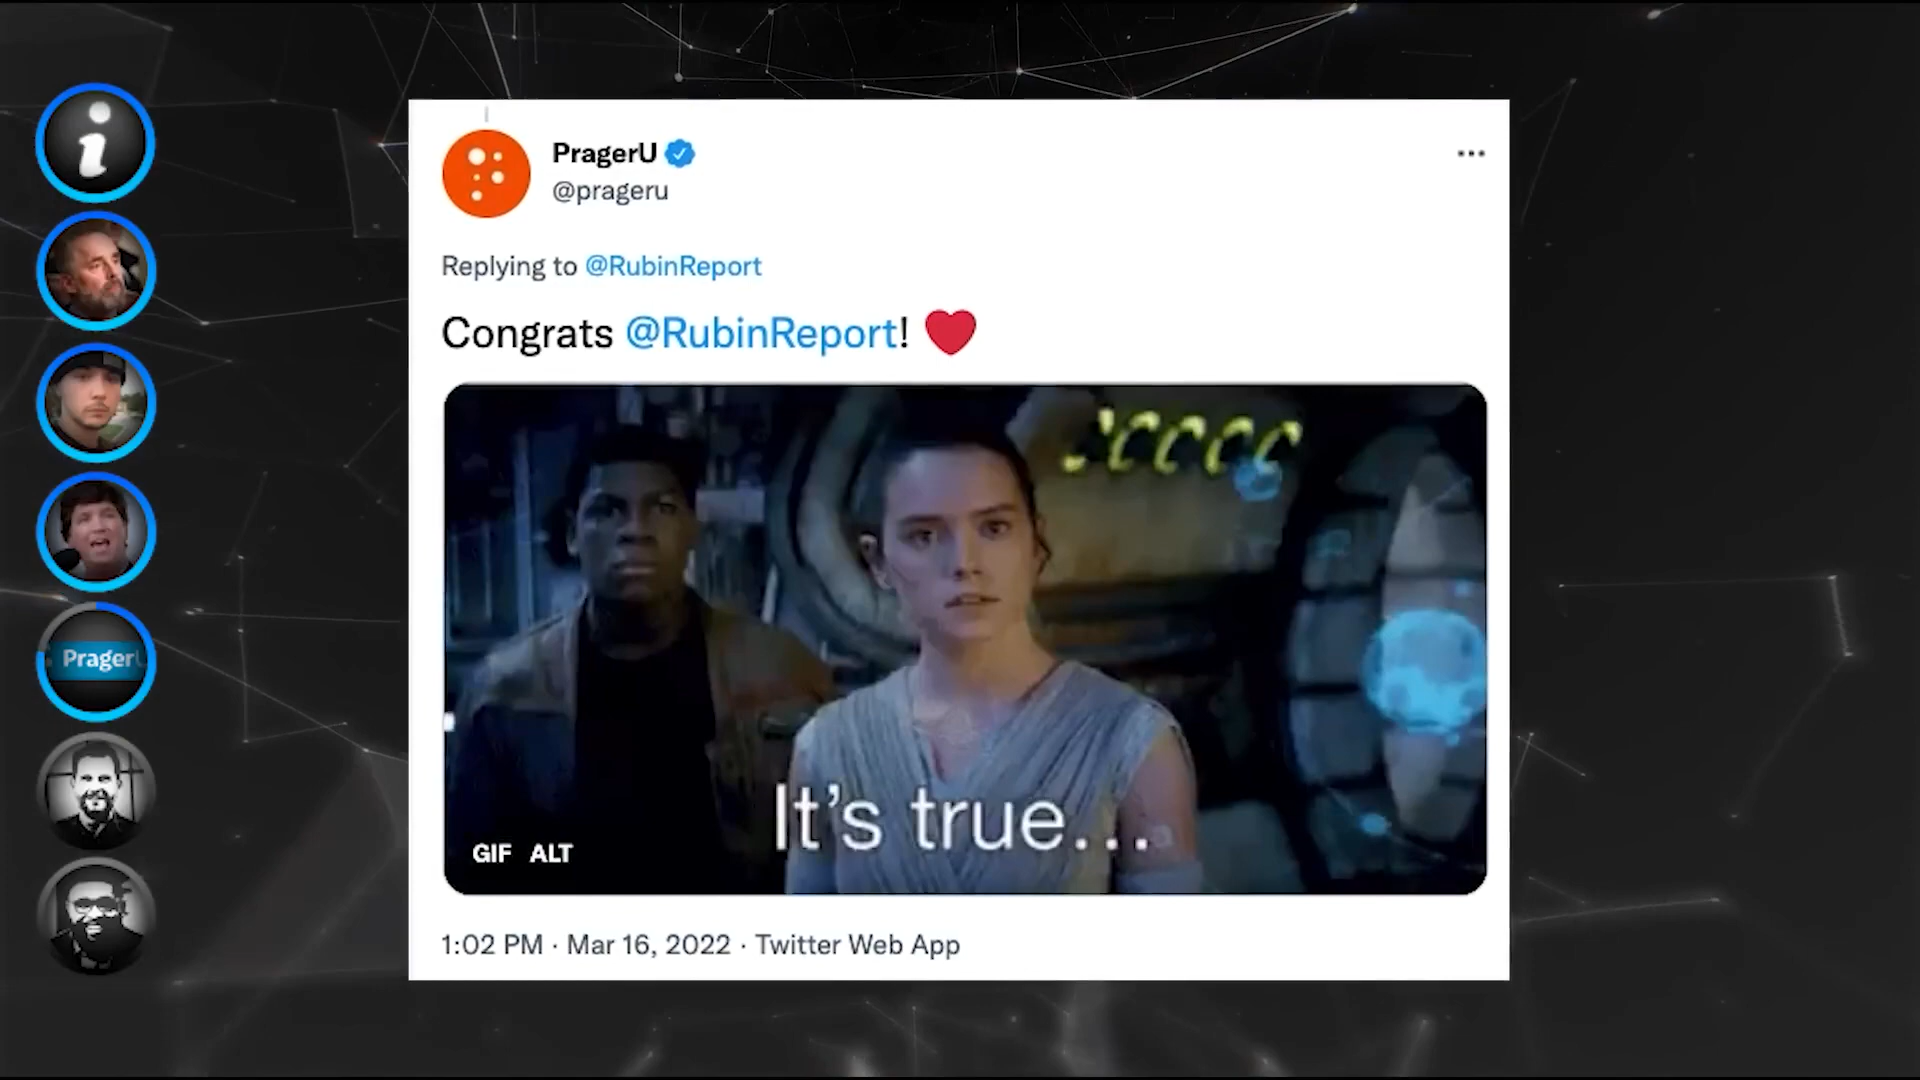 PragerU
@prageru
Replying to @RubinReport
Congrats @RubinReport! ❤️
It's true...
GIF ALT
1:02 PM · Mar 16, 2022 · Twitter Web App
i
PragerU